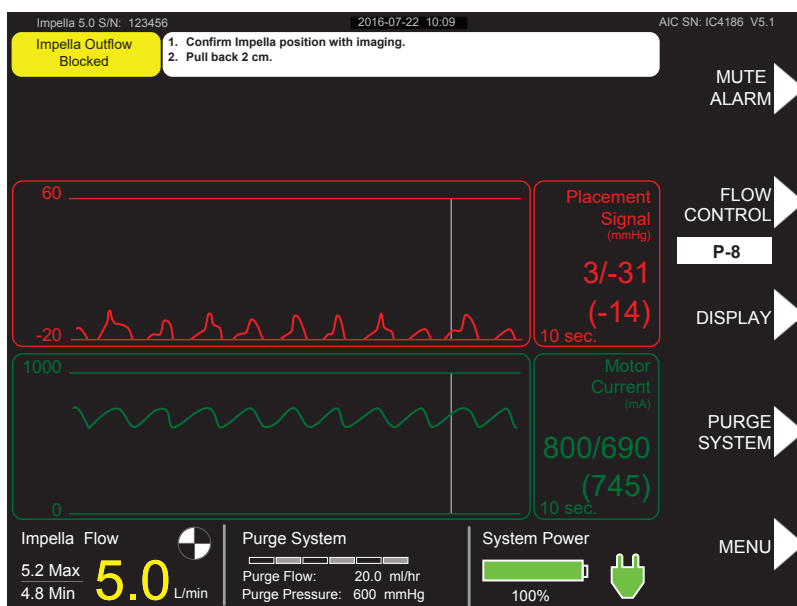 Impella 5.0 S/N: 123456
2016-07-22 10:09
AIC SN: IC4186 V5.1
Impella Outflow
Blocked
1. Confirm Impella position with imaging.
2. Pull back 2 cm.
MUTE
ALARM
60
-20
Placement
Signal
(mmHg)
3/-31
(-14)
10 sec.
FLOW
CONTROL
P-8
DISPLAY
1000
0
Motor
Current
(mA)
800/690
(745)
10 sec.
PURGE
SYSTEM
Impella Flow
5.2 Max
4.8 Min
5.0 L/min
Purge System
Purge Flow: 20.0 ml/hr
Purge Pressure: 600 mmHg
System Power
100%
MENU